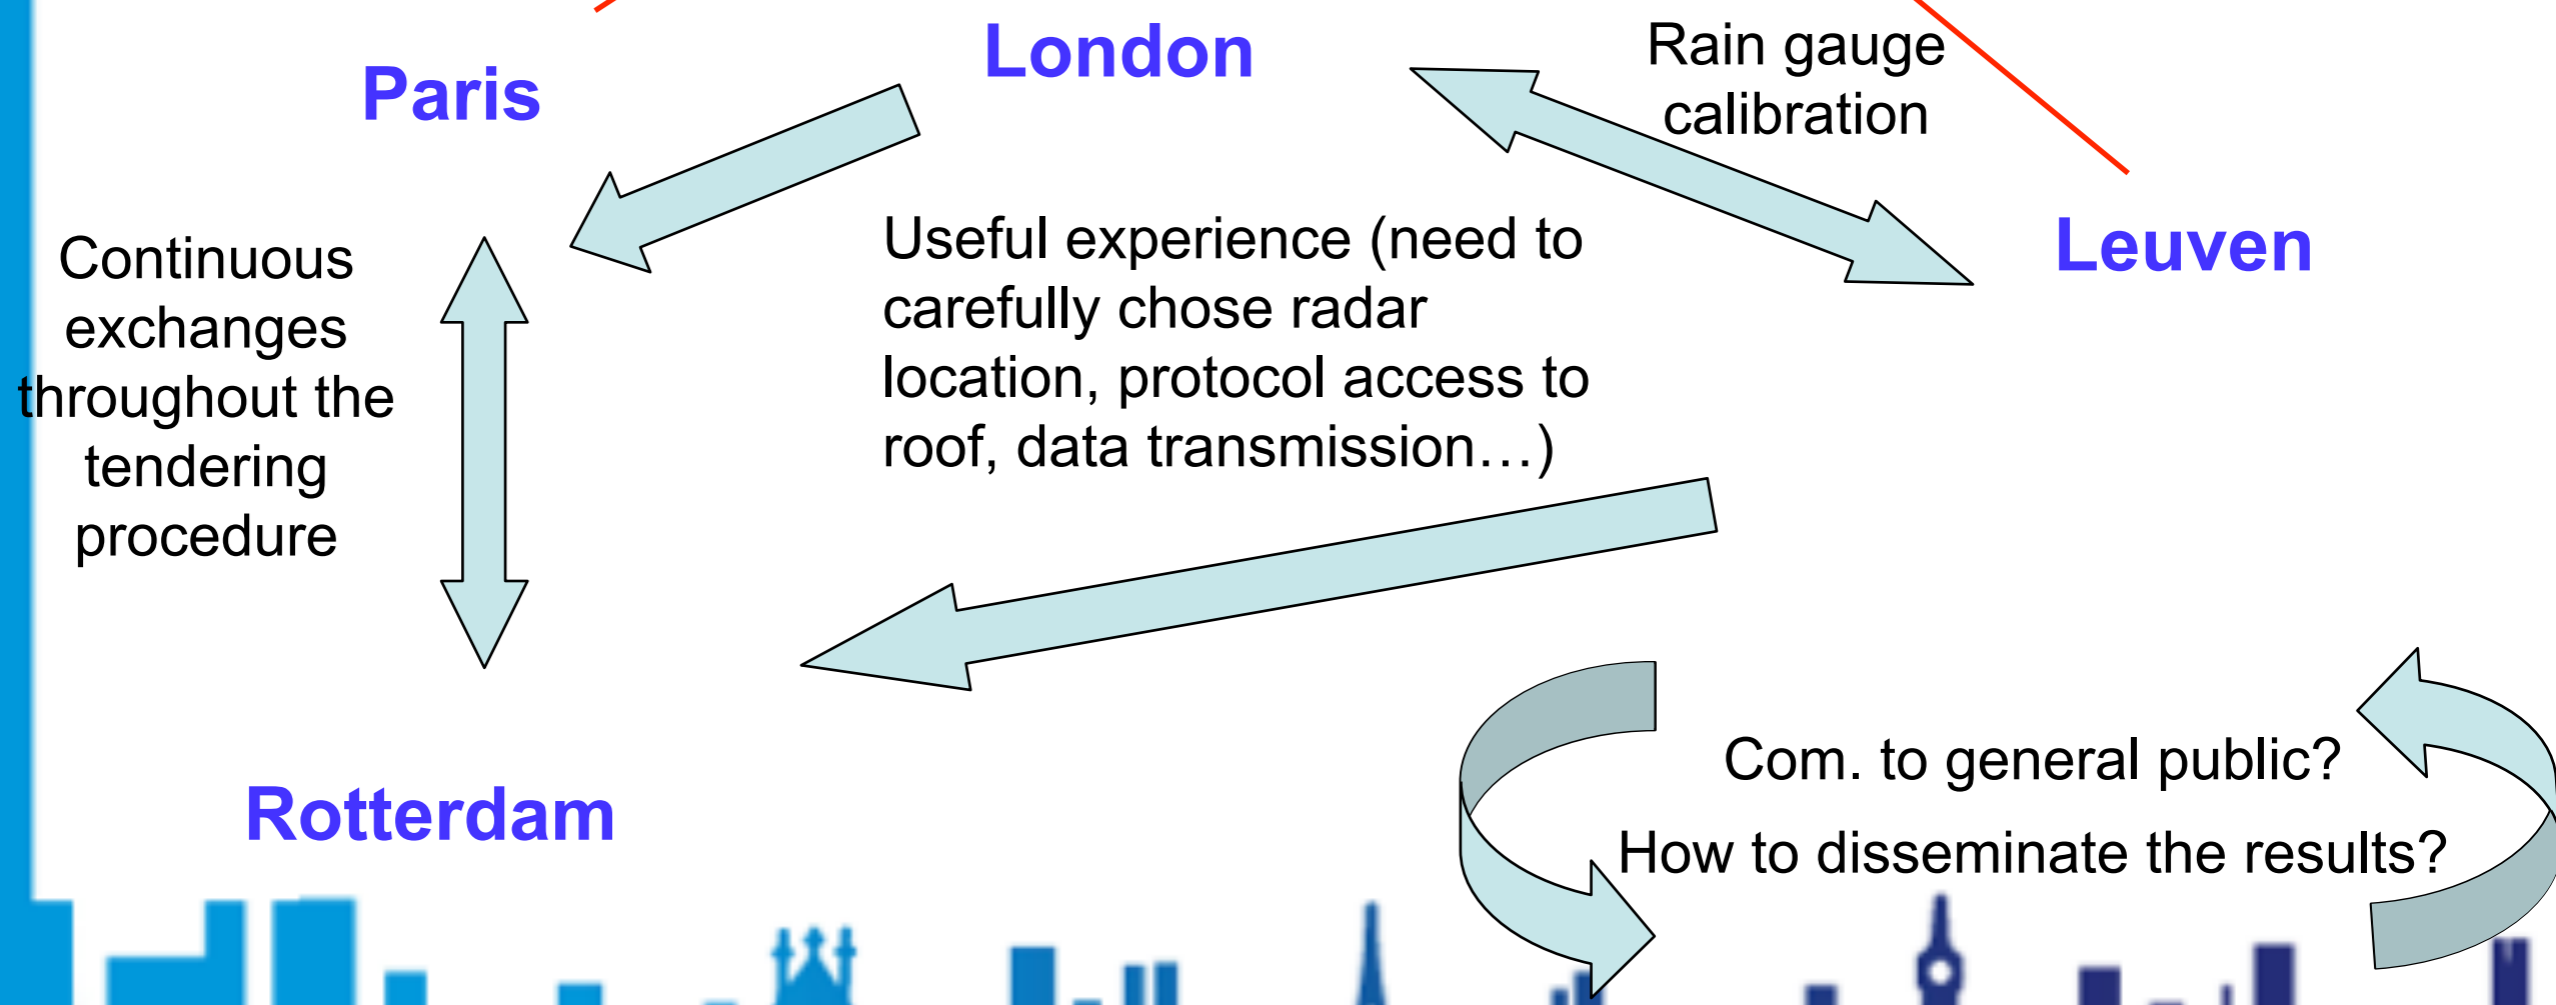 Paris
London
Rain gauge
calibration
Leuven
Continuous
exchanges
throughout the
tendering
procedure
Useful experience (need to
carefully chose radar
location, protocol access to
roof, data transmission…)
Rotterdam
Com. to general public?
How to disseminate the results?